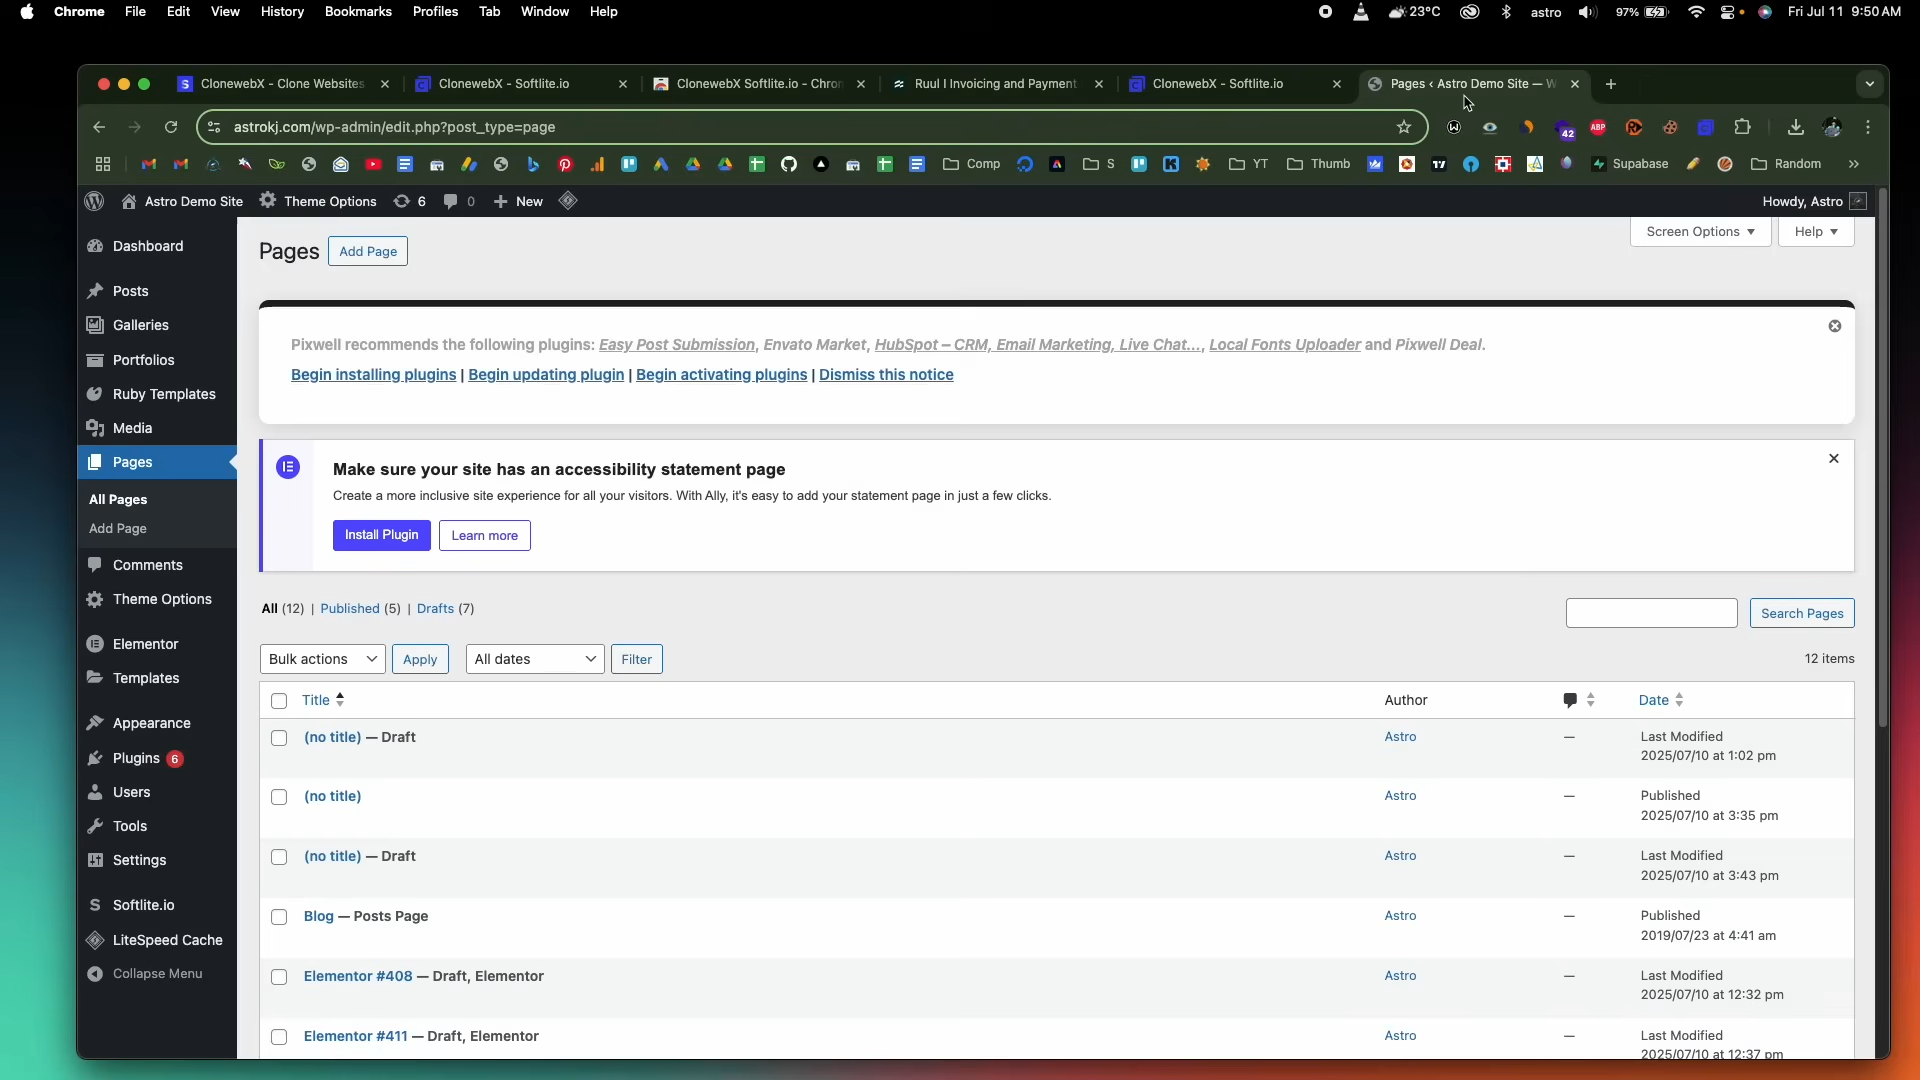 Chrome File Edit View History Bookmarks Profiles Tab Window Help 23°C astro 97% Fri Jul 11 9:50 AM
ClonewebX - Clone Websites ClonewebX - Softlite.io ClonewebX Softlite.io - Chron Ruul I Invoicing and Payment ClonewebX - Softlite.io Pages ‹ Astro Demo Site — W
astrokj.com/wp-admin/edit.php?post_type=page 42 ABP
Comp S YT Thumb Supabase Random
Astro Demo Site Theme Options 6 0 New Howdy, Astro
Screen Options Help
Dashboard
Posts
Galleries
Portfolios
Ruby Templates
Media
Pages
All Pages
Add Page
Comments
Theme Options
Elementor
Templates
Appearance
Plugins 6
Users
Tools
Settings
Softlite.io
LiteSpeed Cache
Collapse Menu
Pages Add Page
Pixwell recommends the following plugins: Easy Post Submission, Envato Market, HubSpot – CRM, Email Marketing, Live Chat..., Local Fonts Uploader and Pixwell Deal.
Begin installing plugins | Begin updating plugin | Begin activating plugins | Dismiss this notice
Make sure your site has an accessibility statement page
Create a more inclusive site experience for all your visitors. With Ally, it's easy to add your statement page in just a few clicks.
Install Plugin Learn more
All (12) | Published (5) | Drafts (7)
Search Pages
Bulk actions Apply All dates Filter 12 items
Title Author Date
(no title) — Draft Astro — Last Modified
2025/07/10 at 1:02 pm
(no title) Astro — Published
2025/07/10 at 3:35 pm
(no title) — Draft Astro — Last Modified
2025/07/10 at 3:43 pm
Blog — Posts Page Astro — Published
2019/07/23 at 4:41 am
Elementor #408 — Draft, Elementor Astro — Last Modified
2025/07/10 at 12:32 pm
Elementor #411 — Draft, Elementor Astro — Last Modified
2025/07/10 at 12:37 pm